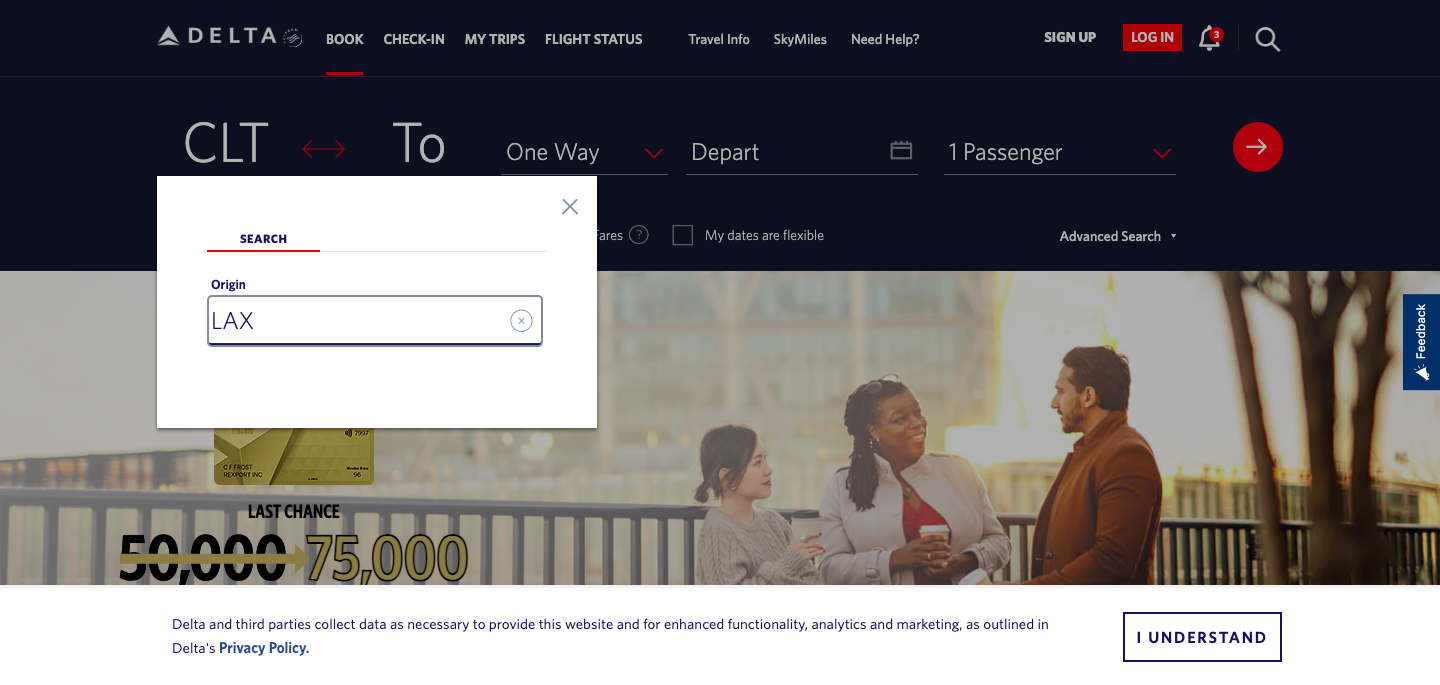 DELTA
BOOK CHECK-IN MY TRIPS FLIGHT STATUS Travel Info SkyMiles Need Help? SIGN UP LOG IN 3
CLT To One Way Depart 1 Passenger
Fares ? My dates are flexible Advanced Search
SEARCH
Origin
LAX
Feedback
7997
C F FROST
REXPORT INC
96
LAST CHANCE
50,000 75,000
Delta and third parties collect data as necessary to provide this website and for enhanced functionality, analytics and marketing, as outlined in
Delta's Privacy Policy.
I UNDERSTAND